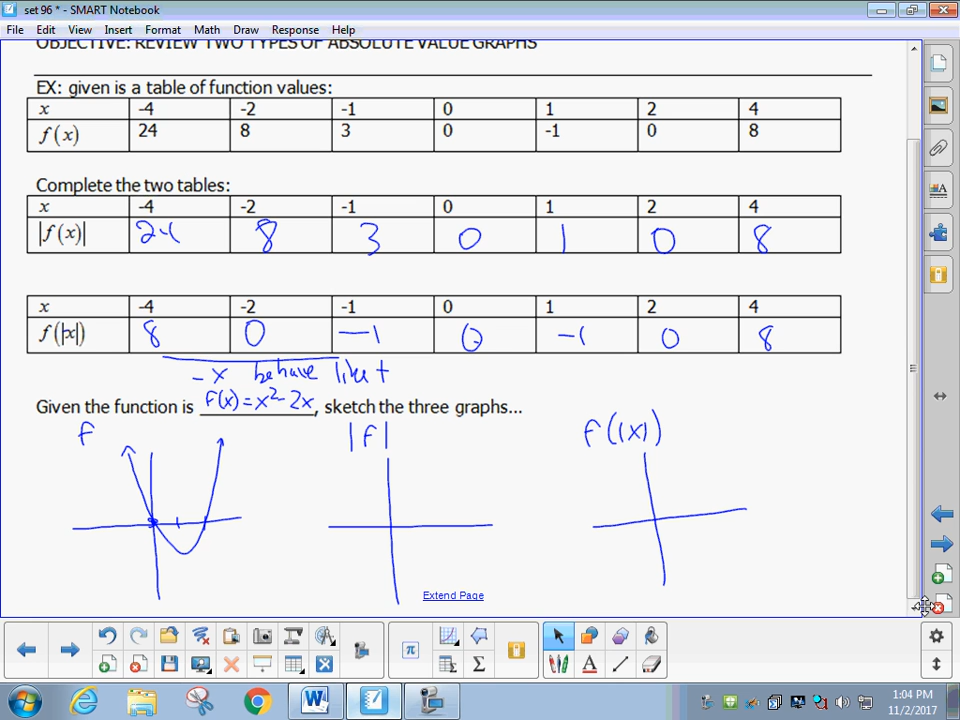 set 96 * - SMART Notebook
File Edit View Insert Format Math Draw Response Help
OBJECTIVE: REVIEW TWO TYPES OF ABSOLUTE VALUE GRAPHS
EX: given is a table of function values:
x -4 -2 -1 0 1 2 4
f(x) 24 8 3 0 -1 0 8
Complete the two tables:
x -4 -2 -1 0 1 2 4
|f(x)| 24 8 3 0 1 0 8
x -4 -2 -1 0 1 2 4
f(|x|) 8 0 -1 0 -1 0 8
-x behave like +
Given the function is f(x)=x²-2x, sketch the three graphs...
f |f| f(|x|)
Extend Page
1:04 PM
11/2/2017